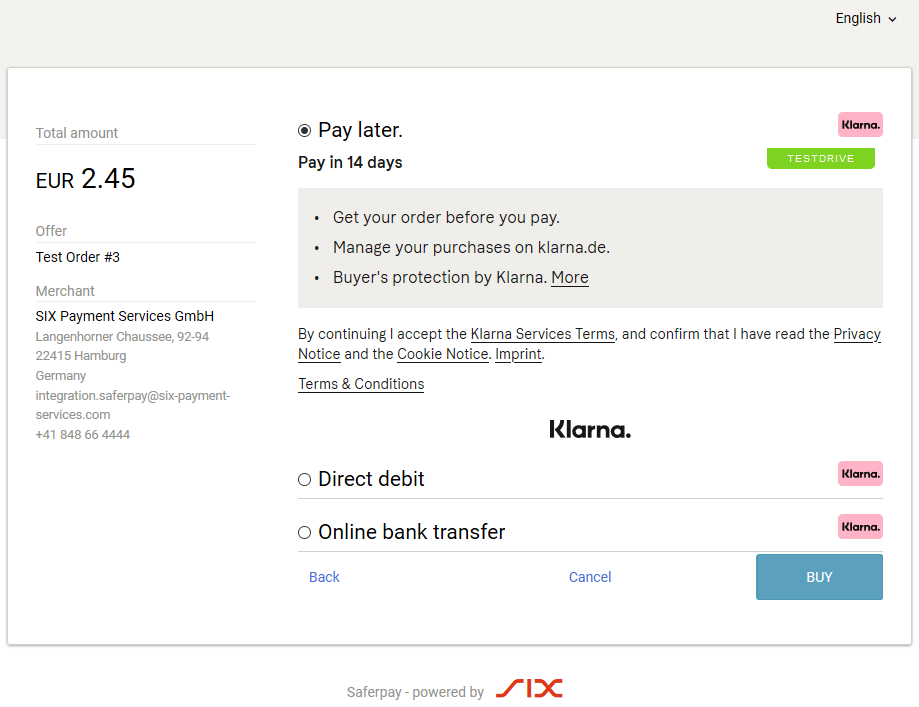 English
Total amount
EUR 2.45
Offer
Test Order #3
Merchant
SIX Payment Services GmbH
Langenhorner Chaussee, 92-94
22415 Hamburg
Germany
integration.saferpay@six-payment-
services.com
+41 848 66 4444
Pay later.
Klarna.
Pay in 14 days
TESTDRIVE
• Get your order before you pay.
• Manage your purchases on klarna.de.
• Buyer's protection by Klarna. More
By continuing I accept the Klarna Services Terms, and confirm that I have read the Privacy
Notice and the Cookie Notice. Imprint.
Terms & Conditions
Klarna.
Direct debit
Klarna.
Online bank transfer
Klarna.
Back
Cancel
BUY
Saferpay - powered by SIX